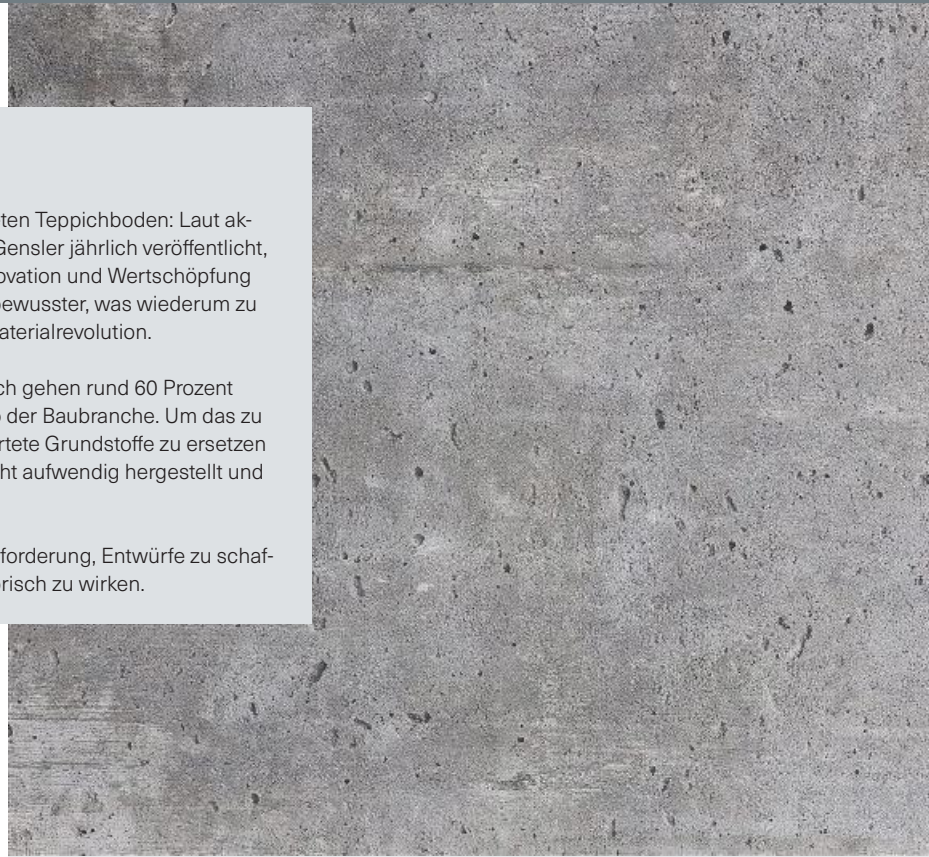 ten Teppichboden: Laut ak-
Gensler jährlich veröffentlicht,
ovation und Wertschöpfung
bewusster, was wiederum zu
aterialrevolution.
ch gehen rund 60 Prozent
der Baubranche. Um das zu
rtete Grundstoffe zu ersetzen
ht aufwendig hergestellt und
forderung, Entwürfe zu schaf-
risch zu wirken.